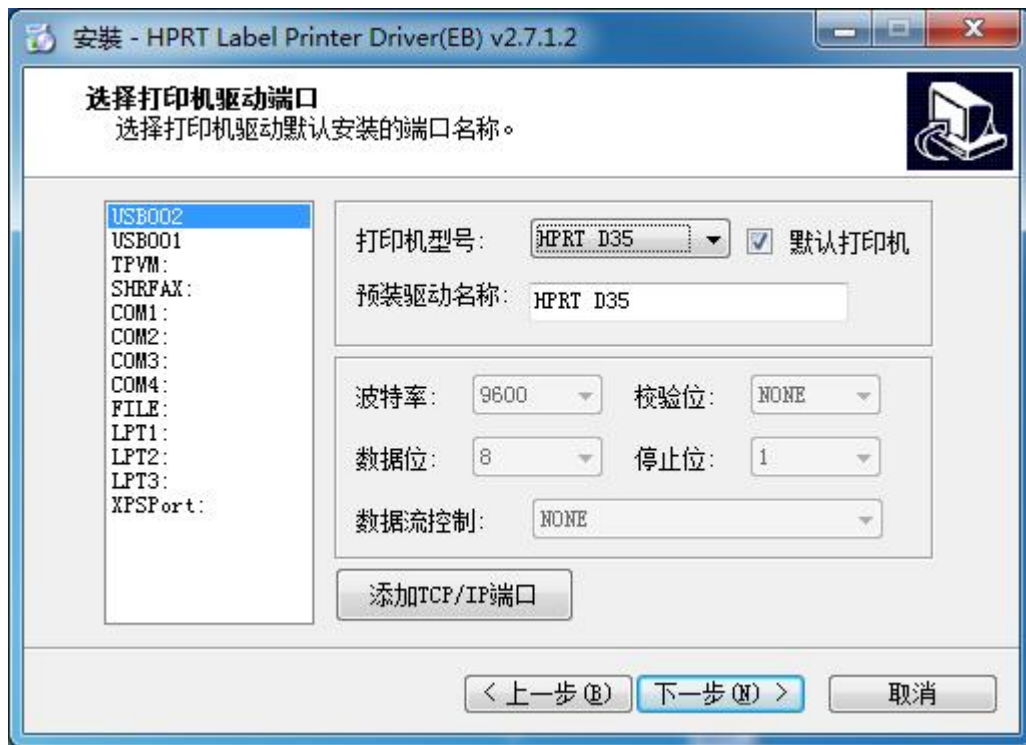 安裝 - HPRT Label Printer Driver(EB) v2.7.1.2
选择打印机驱动端口
选择打印机驱动默认安装的端口名称。
USB002
USB001
TPVM:
SHRFAX:
COM1:
COM2:
COM3:
COM4:
FILE:
LPT1:
LPT2:
LPT3:
XPSPort:
打印机型号: HPRT D35 默认打印机
预装驱动名称: HPRT D35
波特率: 9600 校验位: NONE
数据位: 8 停止位: 1
数据流控制: NONE
添加TCP/IP端口
< 上一步(B) 下一步(N) > 取消